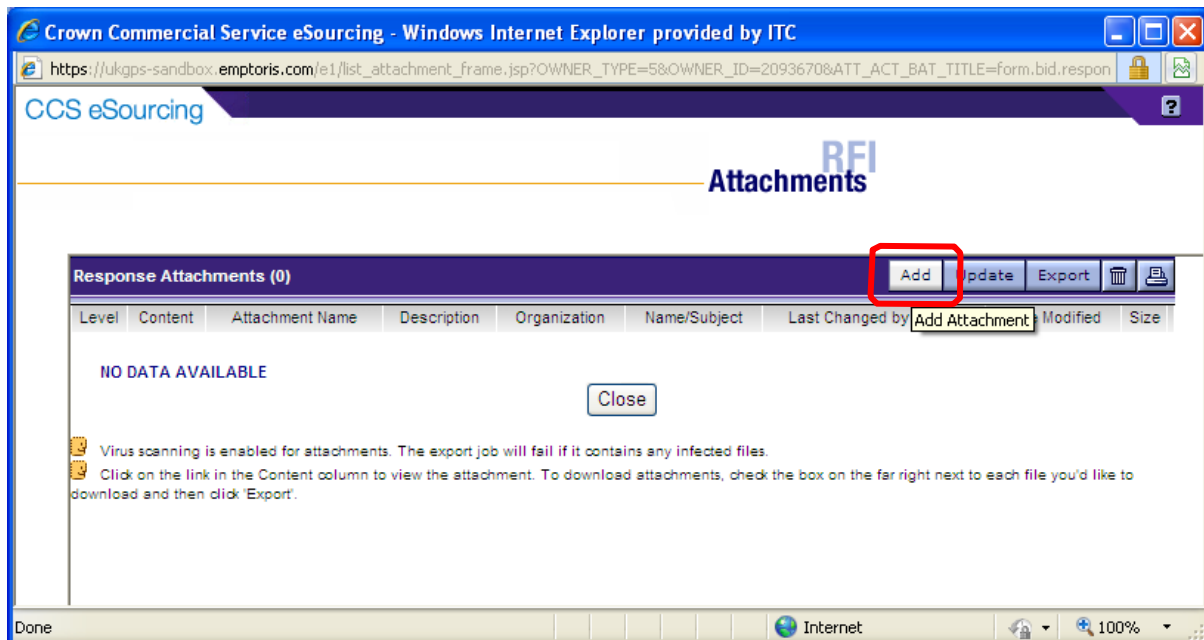 Crown Commercial Service eSourcing - Windows Internet Explorer provided by ITC
https://ukgps-sandbox.emptoris.com/e1/list_attachment_frame.jsp?OWNER_TYPE=5&OWNER_ID=2093670&ATT_ACT_BAT_TITLE=form.bid.respon
CCS eSourcing
?
RFI
Attachments
Response Attachments (0) Add Update Export
Level Content Attachment Name Description Organization Name/Subject Last Changed by Modified Size
Add Attachment
NO DATA AVAILABLE
Close
Virus scanning is enabled for attachments. The export job will fail if it contains any infected files.
Click on the link in the Content column to view the attachment. To download attachments, check the box on the far right next to each file you'd like to
download and then click 'Export'.
Done Internet 100%